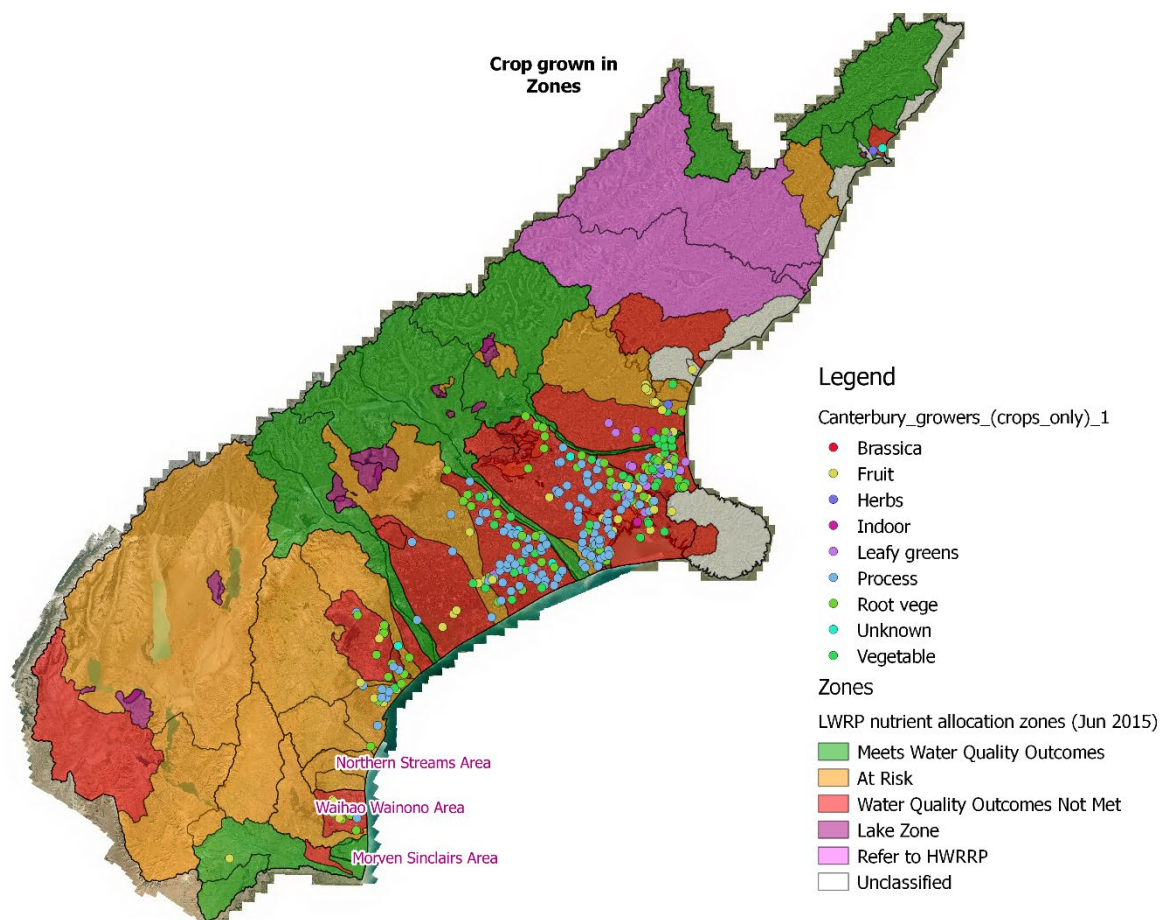 Crop grown in
Zones
Legend
Canterbury_growers_(crops_only)_1
Brassica
Fruit
Herbs
Indoor
Leafy greens
Process
Root vege
Unknown
Vegetable
Zones
LWRP nutrient allocation zones (Jun 2015)
Meets Water Quality Outcomes
At Risk
Water Quality Outcomes Not Met
Lake Zone
Refer to HWRRP
Unclassified
Northern Streams Area
Waihao Wainono Area
Morven Sinclairs Area